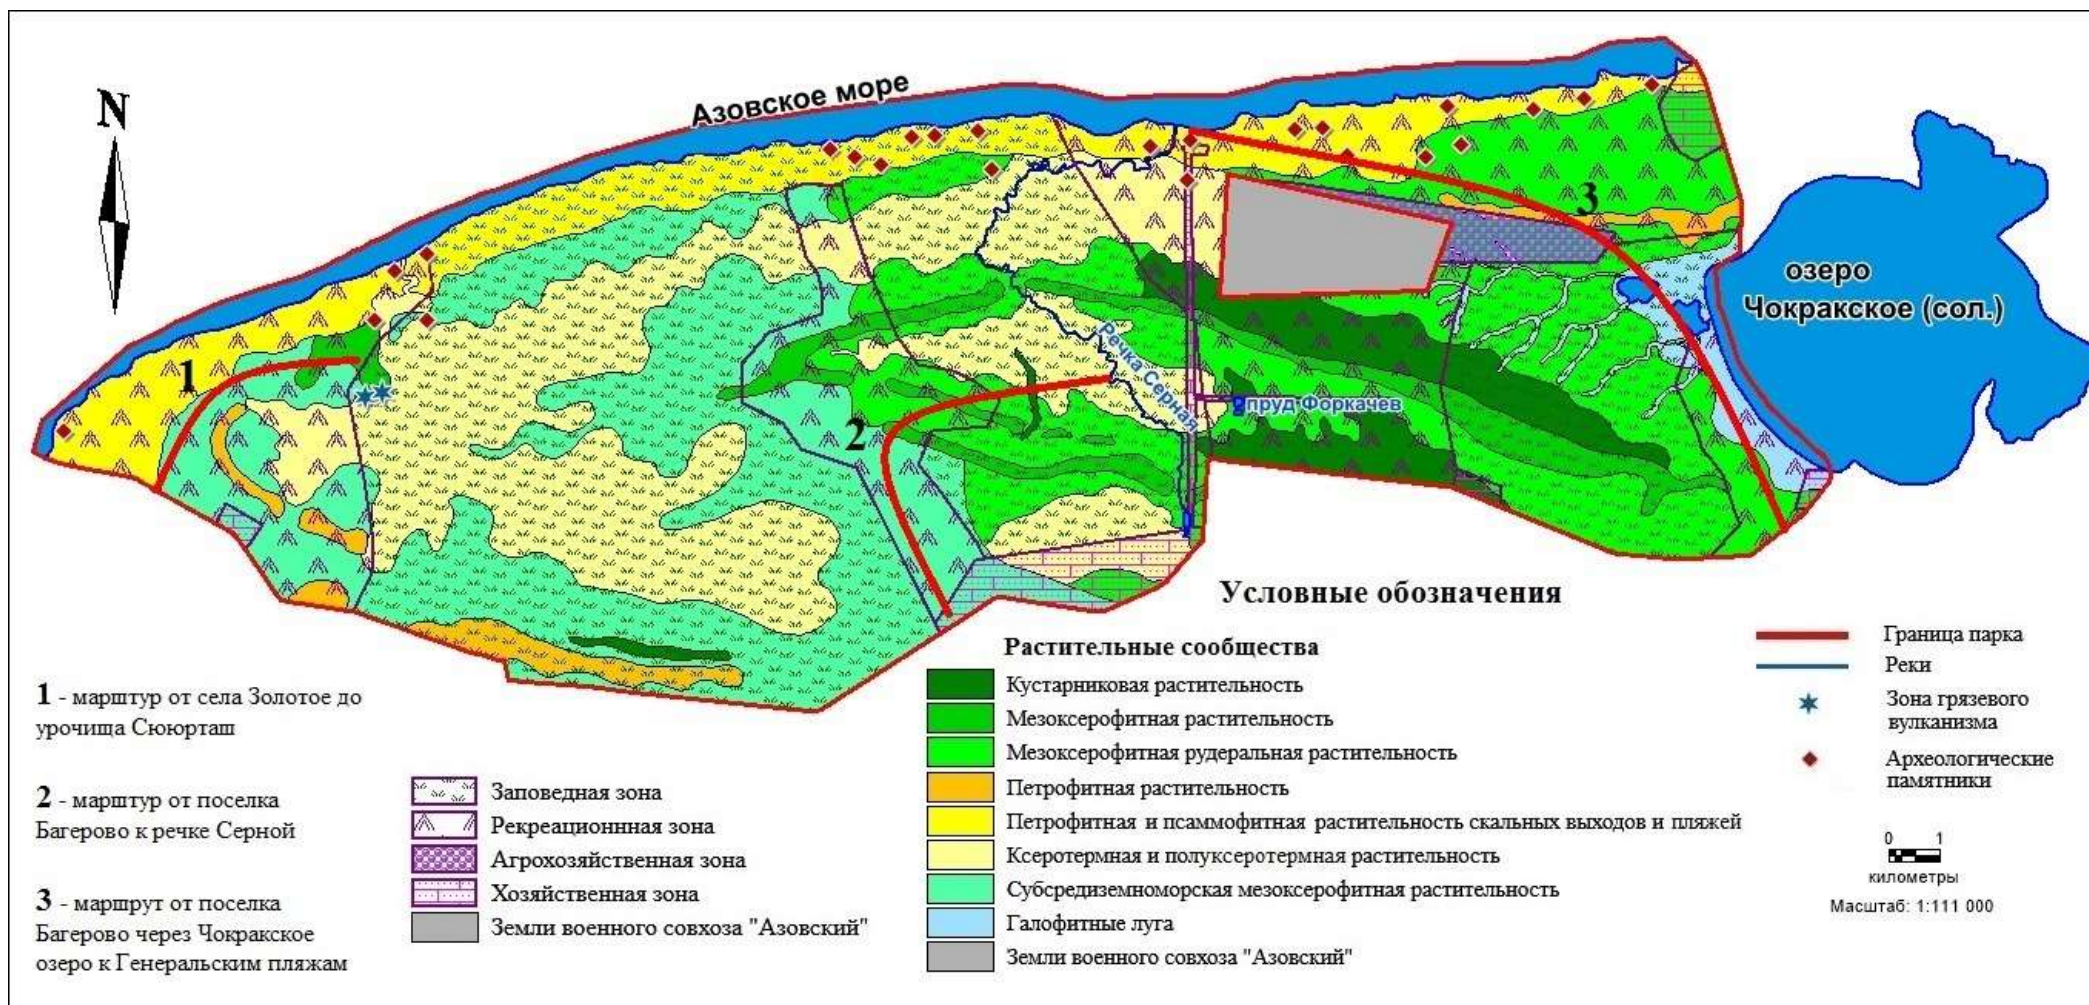 N
Азовское море
озеро
Чокракское (сол.)
Речка Серная
пруд Форкачев
1
2
3
Условные обозначения
1 - марштур от села Золотое до
урочища Сююрташ
2 - марштур от поселка
Багерово к речке Серной
3 - маршрут от поселка
Багерово через Чокракское
озеро к Генеральским пляжам
Заповедная зона
Рекреационнная зона
Агрохозяйственная зона
Хозяйственная зона
Земли военного совхоза "Азовский"
Растительные сообщества
Кустарниковая растительность
Мезоксерофитная растительность
Мезоксерофитная рудеральная растительность
Петрофитная растительность
Петрофитная и псаммофитная растительность скальных выходов и пляжей
Ксеротермная и полуксеротермная растительность
Субсредиземноморская мезоксерофитная растительность
Галофитные луга
Земли военного совхоза "Азовский"
Граница парка
Реки
Зона грязевого
вулканизма
Археологические
памятники
0 1
километры
Масштаб: 1:111 000